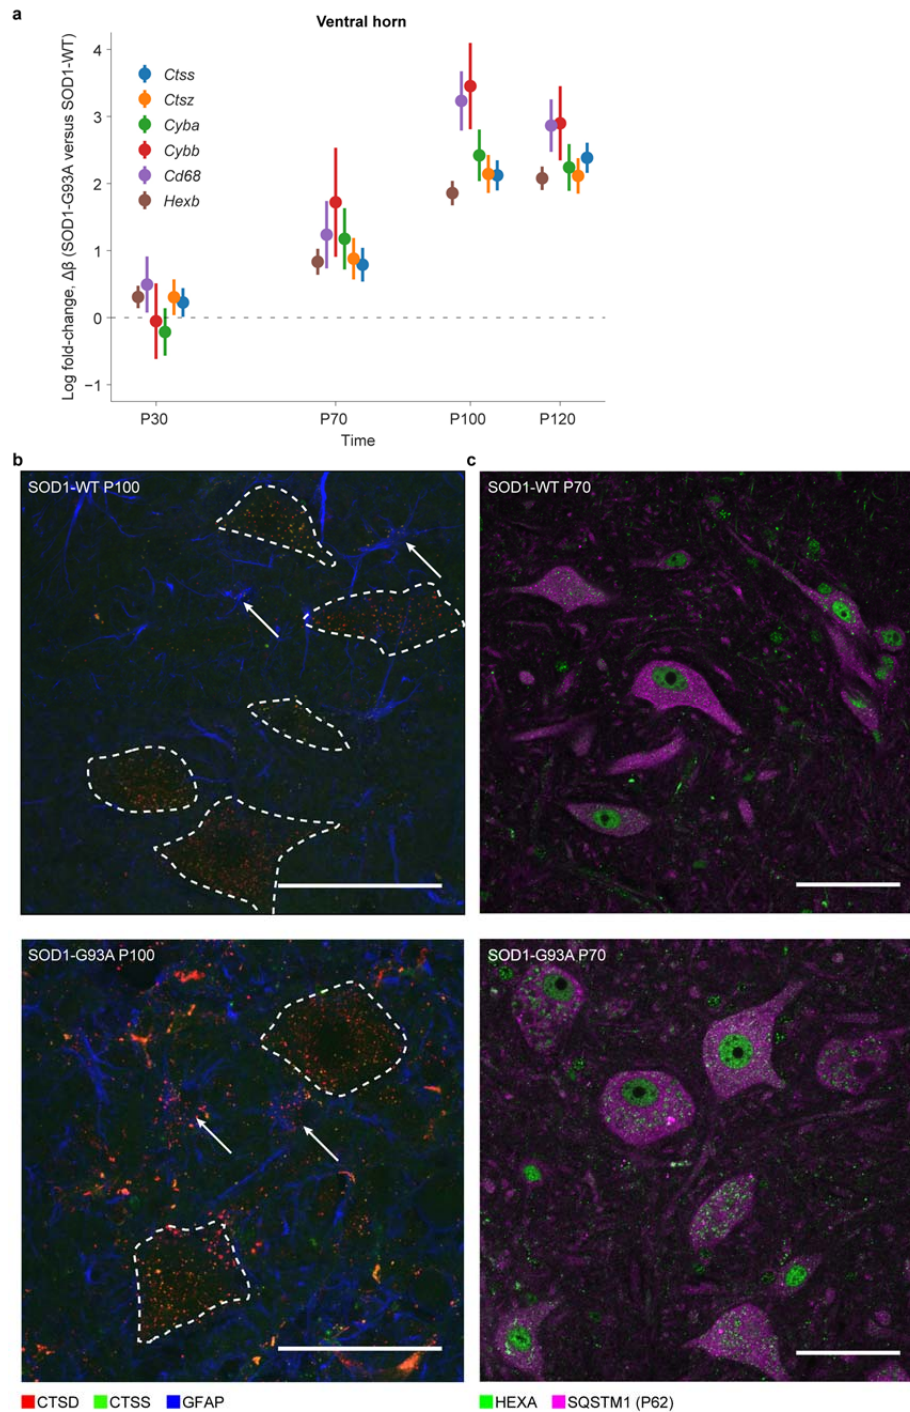 a
Ventral horn
Log fold-change, Δβ (SOD1-G93A versus SOD1-WT)
4
3
2
1
0
−1
Ctss
Ctsz
Cyba
Cybb
Cd68
Hexb
P30
P70
P100
P120
Time
b
c
SOD1-WT P100
SOD1-WT P70
SOD1-G93A P100
SOD1-G93A P70
CTSD CTSS GFAP
HEXA SQSTM1 (P62)